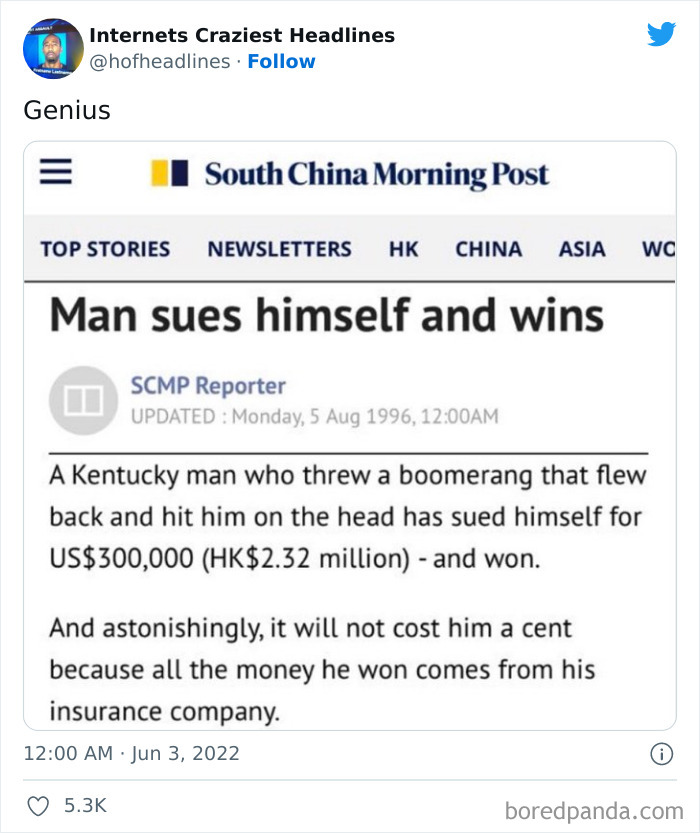 Internets Craziest Headlines
@hofheadlines · Follow
Genius
South China Morning Post
TOP STORIES NEWSLETTERS HK CHINA ASIA WO
Man sues himself and wins
SCMP Reporter
UPDATED : Monday, 5 Aug 1996, 12:00AM
A Kentucky man who threw a boomerang that flew
back and hit him on the head has sued himself for
US$300,000 (HK$2.32 million) - and won.
And astonishingly, it will not cost him a cent
because all the money he won comes from his
insurance company.
12:00 AM · Jun 3, 2022
5.3K
boredpanda.com